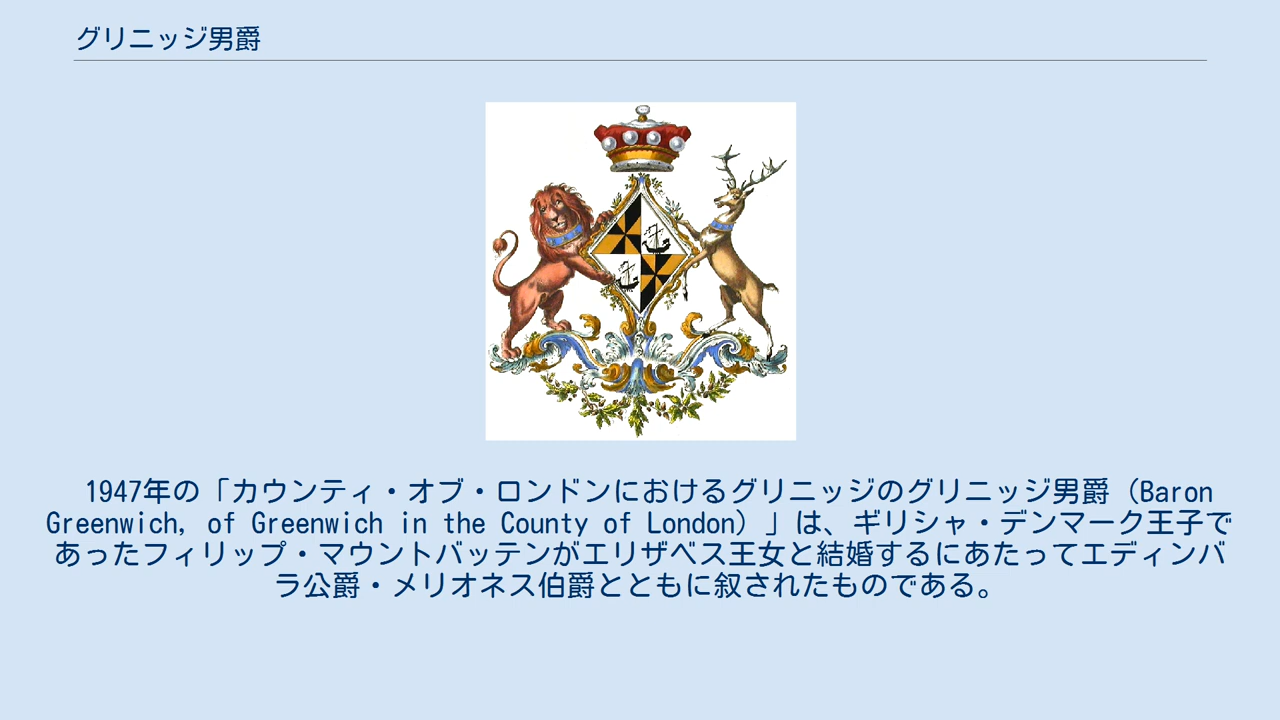 グリニッジ男爵
1947年の「カウンティ・オブ・ロンドンにおけるグリニッジのグリニッジ男爵（Baron
Greenwich, of Greenwich in the County of London）」は、ギリシャ・デンマーク王子で
あったフィリップ・マウントバッテンがエリザベス王女と結婚するにあたってエディンバ
ラ公爵・メリオネス伯爵とともに叙されたものである。